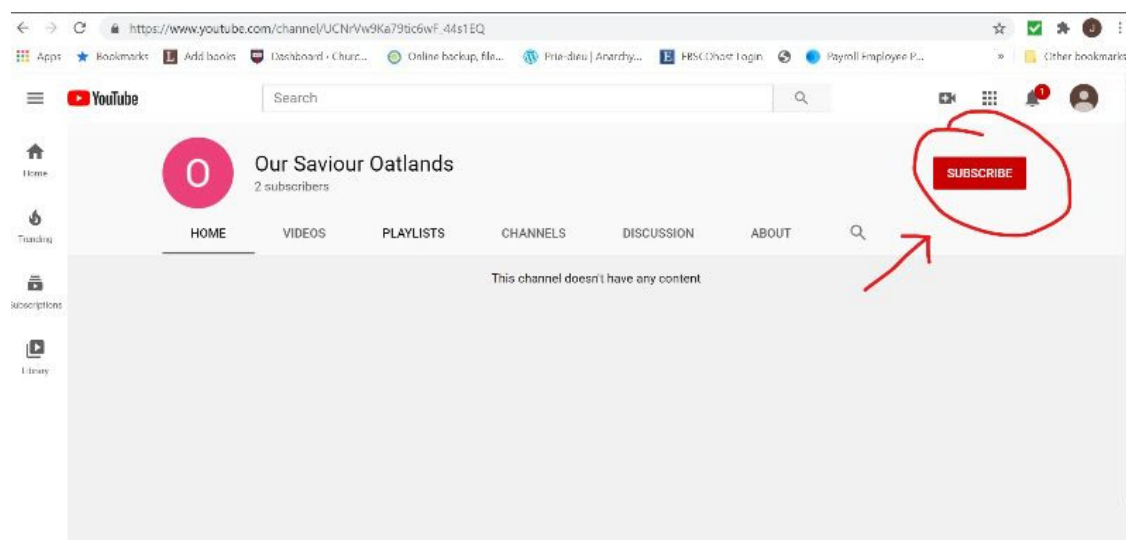 https://www.youtube.com/channel/UCNrVw9Ka79tic6wF_44s1EQ
J
Apps Bookmarks L Add books Dashboard - Churc... Online backup, file... Prie-dieu | Anarchy... E EBSCOhost Login Payroll Employee P... » Other bookmarks
YouTube Search 1
Home
O
Our Saviour Oatlands
2 subscribers
SUBSCRIBE
Trending
HOME VIDEOS PLAYLISTS CHANNELS DISCUSSION ABOUT
This channel doesn't have any content
Subscriptions
Library